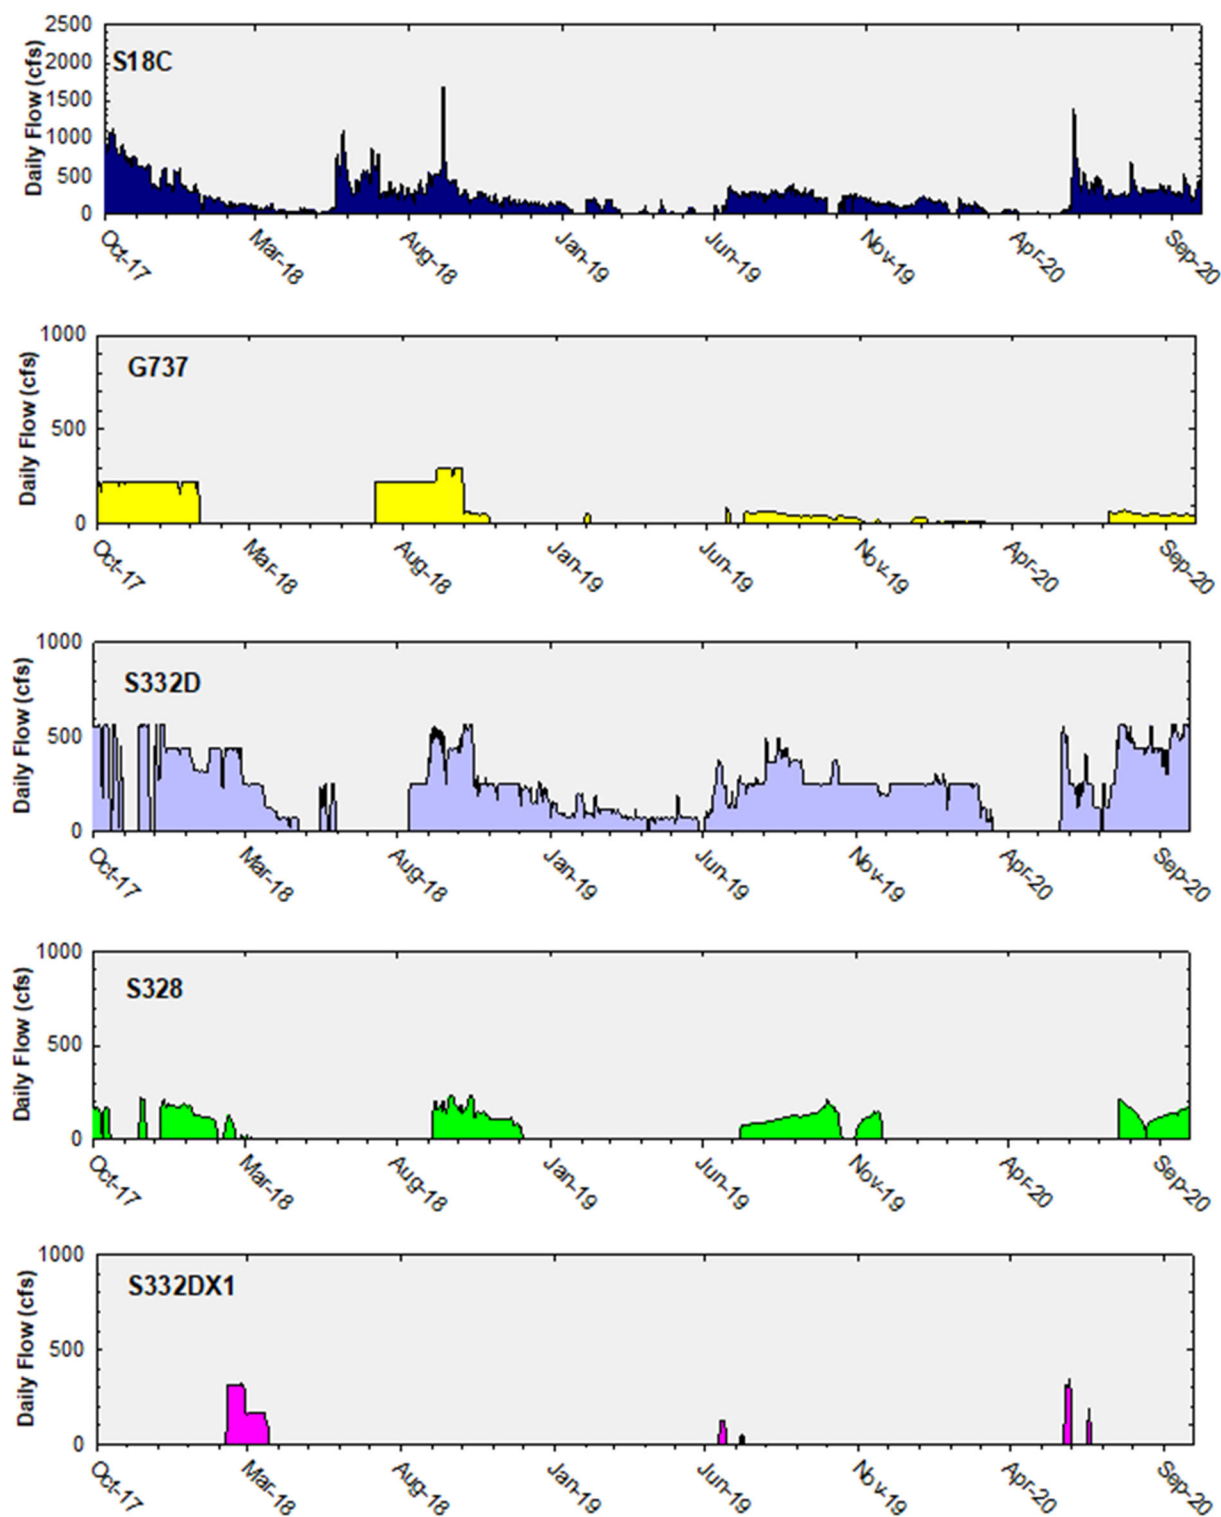 2500
2000
1500
1000
500
0
Daily Flow (cfs)
S18C
Oct-17 Mar-18 Aug-18 Jan-19 Jun-19 Nov-19 Apr-20 Sep-20
1000
500
0
Daily Flow (cfs)
G737
Oct-17 Mar-18 Aug-18 Jan-19 Jun-19 Nov-19 Apr-20 Sep-20
1000
500
0
Daily Flow (cfs)
S332D
Oct-17 Mar-18 Aug-18 Jan-19 Jun-19 Nov-19 Apr-20 Sep-20
1000
500
0
Daily Flow (cfs)
S328
Oct-17 Mar-18 Aug-18 Jan-19 Jun-19 Nov-19 Apr-20 Sep-20
1000
500
0
Daily Flow (cfs)
S332DX1
Oct-17 Mar-18 Aug-18 Jan-19 Jun-19 Nov-19 Apr-20 Sep-20